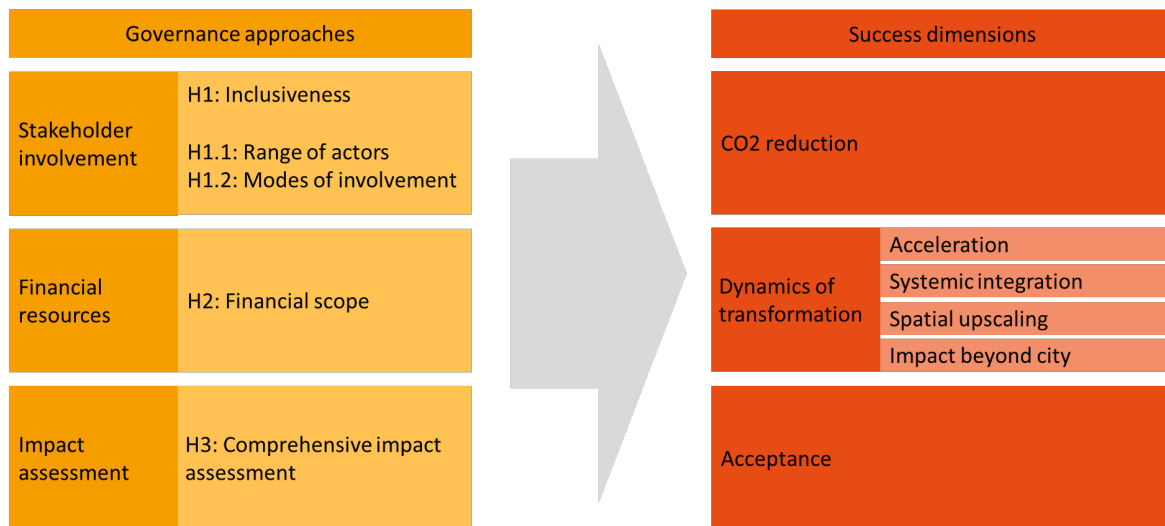 Governance approaches
Stakeholder
involvement
H1: Inclusiveness
H1.1: Range of actors
H1.2: Modes of involvement
Financial
resources
H2: Financial scope
Impact
assessment
H3: Comprehensive impact
assessment
Success dimensions
CO2 reduction
Dynamics of
transformation
Acceleration
Systemic integration
Spatial upscaling
Impact beyond city
Acceptance